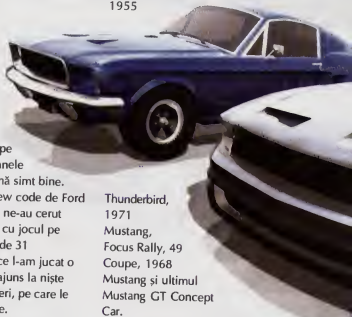 1955
pe
anele
nă simt bine.
ew code de Ford
ne-au cerut
cu jocul pe
de 31
ce l-am jucat o
ajuns la niște
eri, pe care le
e.
Thunderbird,
1971
Mustang,
Focus Rally, 49
Coupe, 1968
Mustang și ultimul
Mustang GT Concept
Car.